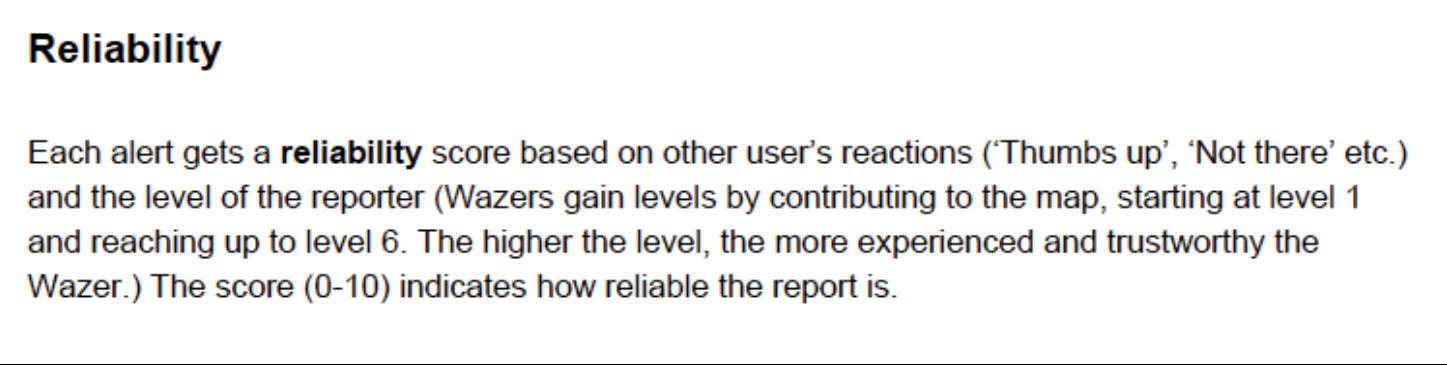 Reliability
Each alert gets a reliability score based on other user’s reactions (‘Thumbs up’, ‘Not there’ etc.)
and the level of the reporter (Wazers gain levels by contributing to the map, starting at level 1
and reaching up to level 6. The higher the level, the more experienced and trustworthy the
Wazer.) The score (0-10) indicates how reliable the report is.